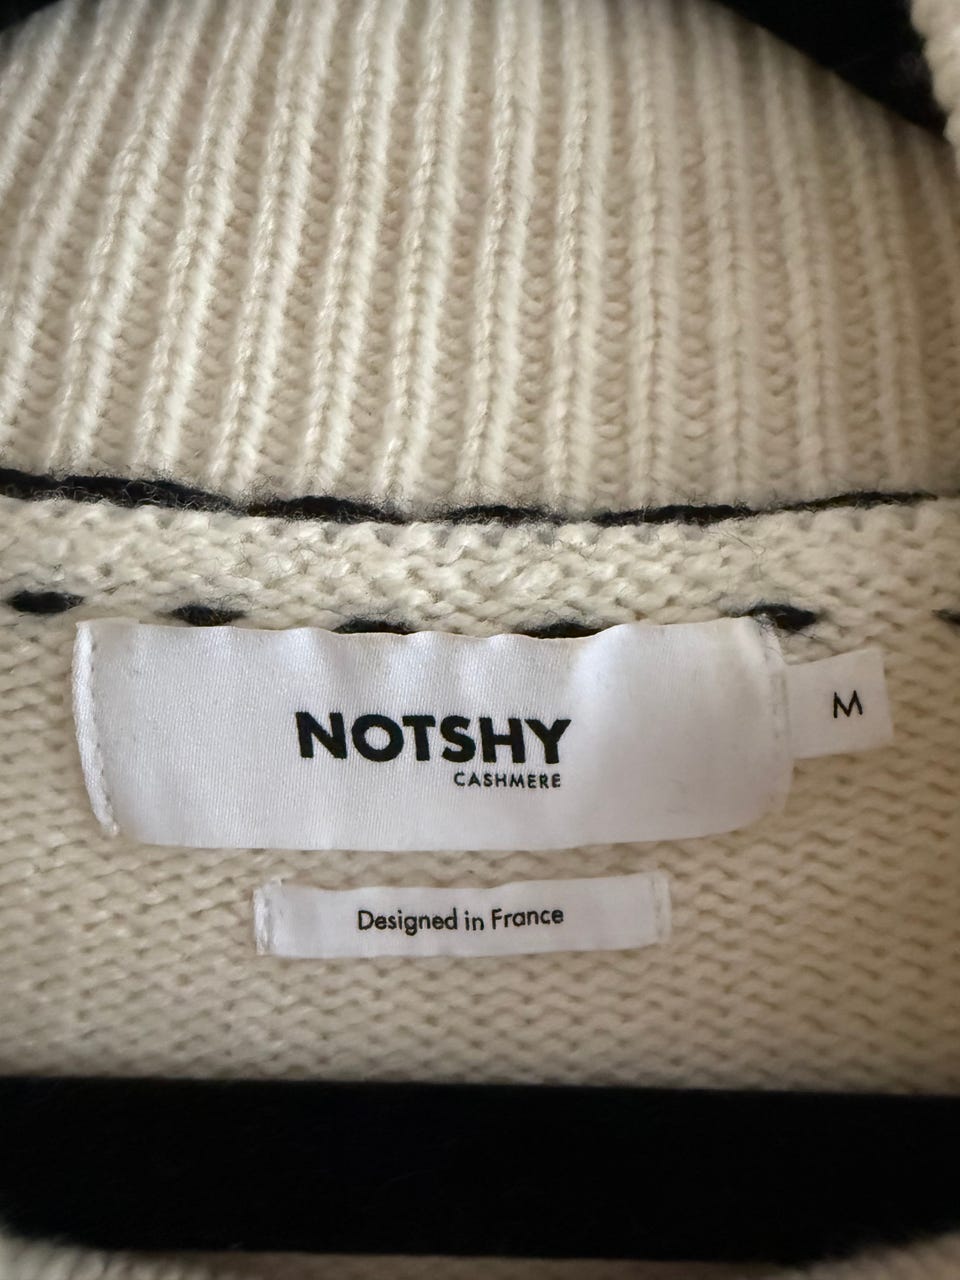 NOTSHY
CASHMERE
M
Designed in France